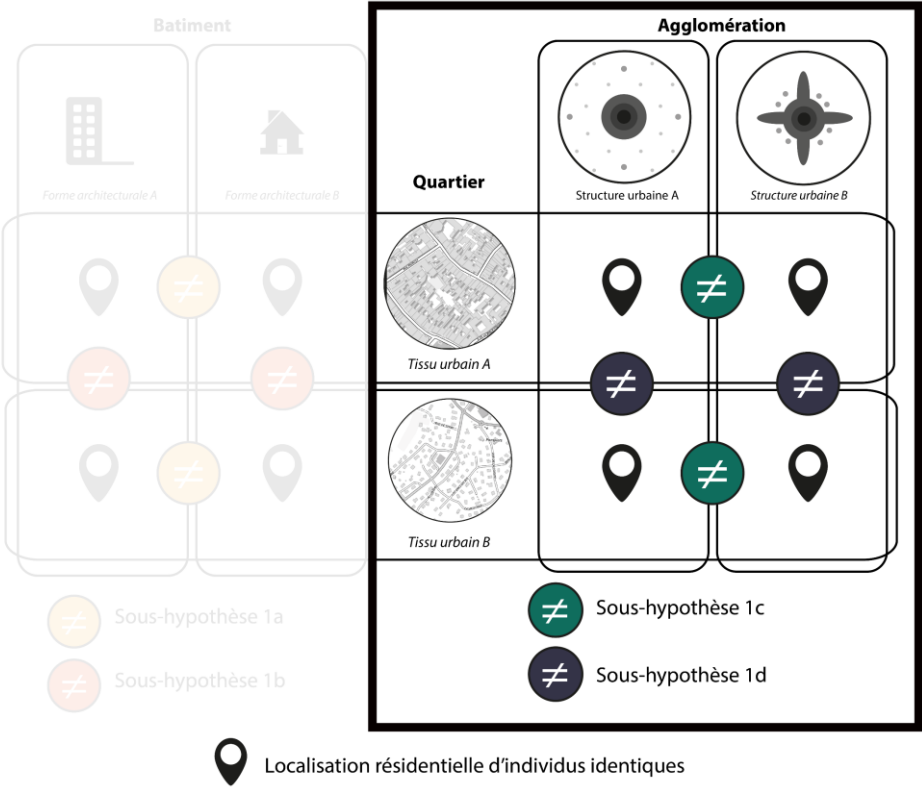 Batiment
Agglomération
Forme architecturale A
Forme architecturale B
Quartier
Structure urbaine A
Structure urbaine B
Tissu urbain A
Tissu urbain B
Sous-hypothèse 1a
Sous-hypothèse 1c
Sous-hypothèse 1b
Sous-hypothèse 1d
Localisation résidentielle d'individus identiques